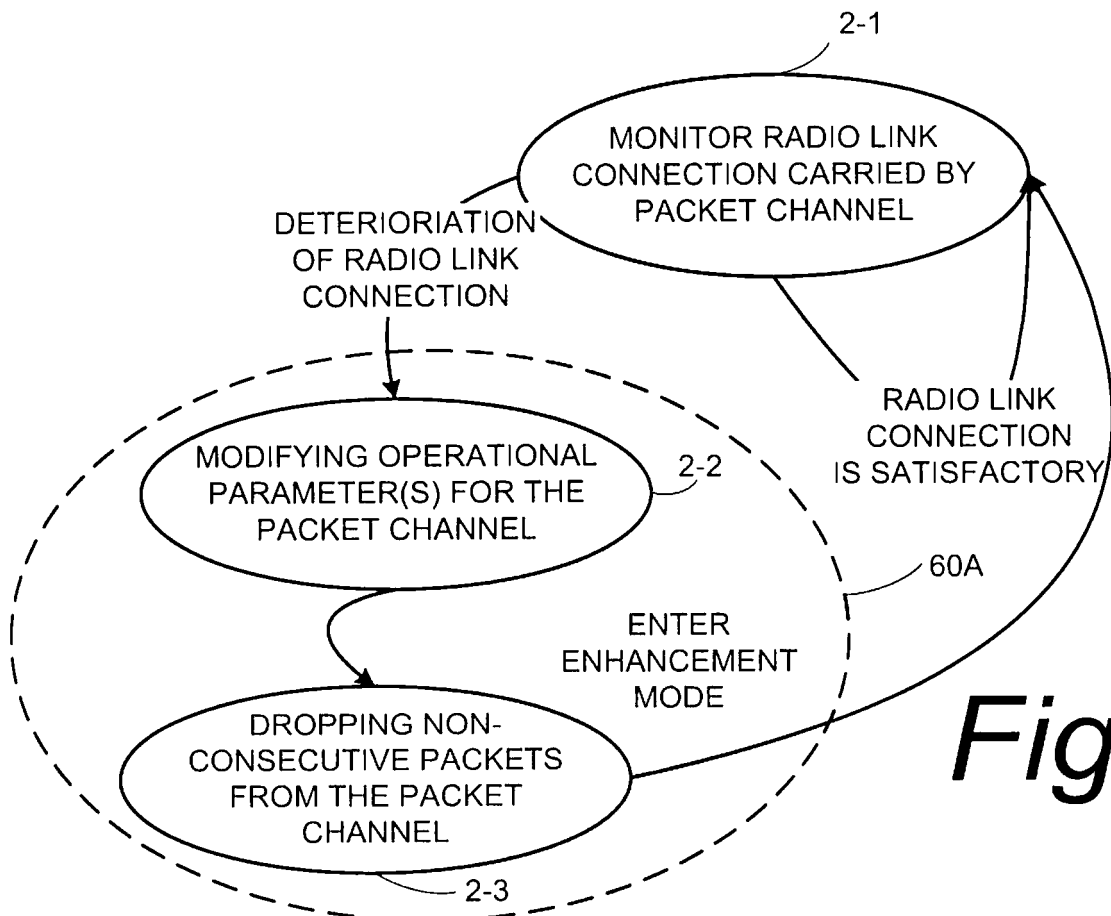 2-1
MONITOR RADIO LINK
CONNECTION CARRIED BY
PACKET CHANNEL
DETERIORIATION
OF RADIO LINK
CONNECTION
RADIO LINK
CONNECTION
IS SATISFACTORY
MODIFYING OPERATIONAL
PARAMETER(S) FOR THE
PACKET CHANNEL
2-2
60A
ENTER
ENHANCEMENT
MODE
DROPPING NON-
CONSECUTIVE PACKETS
FROM THE PACKET
CHANNEL
2-3
Fig